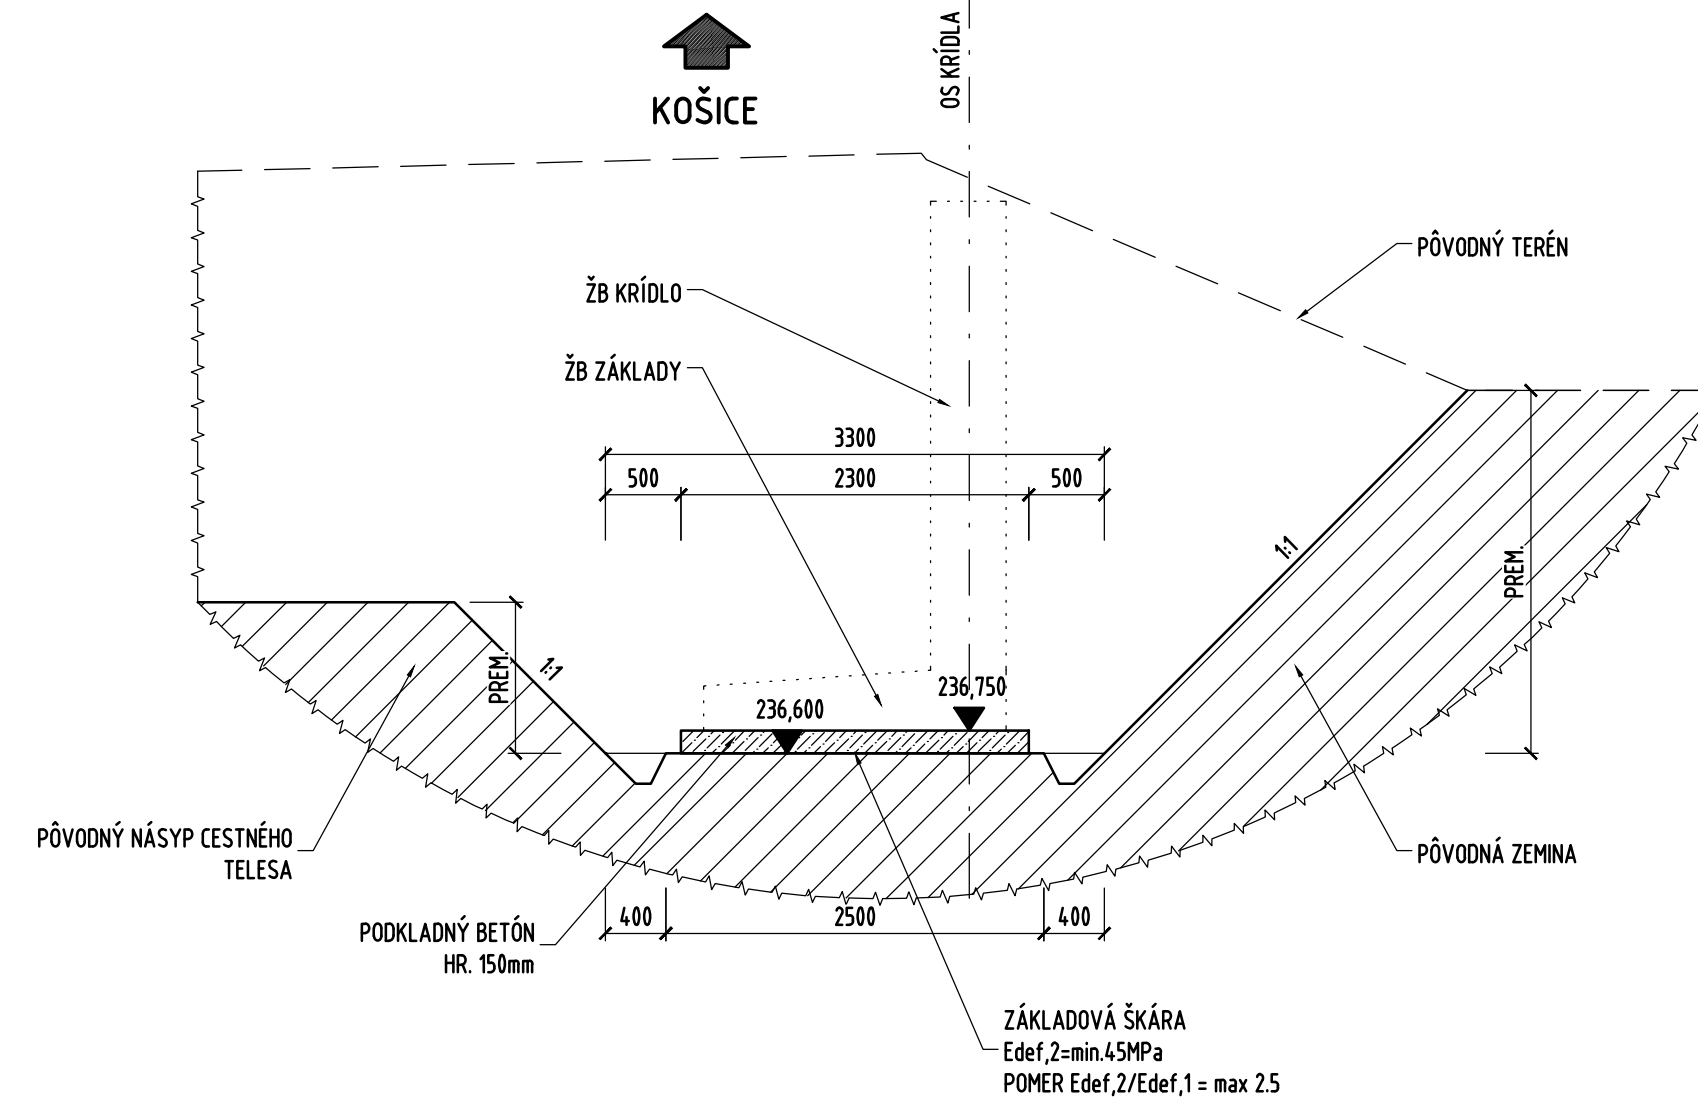 OS KRÍDLA
KOŠICE
PÔVODNÝ TERÉN
ŽB KRÍDLO
ŽB ZÁKLADY
3300
500
2300
500
1:1
PREM.
1:1
PREM.
236,750
236,600
PÔVODNÝ NÁSYP CESTNÉHO
TELESA
PÔVODNÁ ZEMINA
400
2500
400
PODKLADNÝ BETÓN
HR. 150mm
ZÁKLADOVÁ ŠKÁRA
Edef,2=min.45MPa
POMER Edef,2/Edef,1 = max 2.5